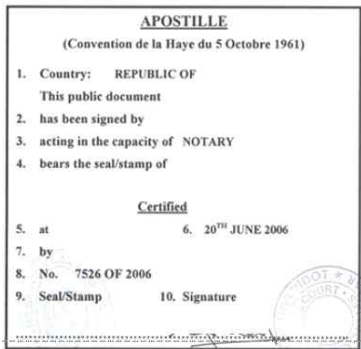 APOSTILLE
(Convention de la Haye du 5 Octobre 1961)
1. Country: REPUBLIC OF
This public document
2. has been signed by
3. acting in the capacity of NOTARY
4. bears the seal/stamp of
Certified
5. at 6. 20TH JUNE 2006
7. by
8. No. 7526 OF 2006
9. Seal/Stamp 10. Signature
COURT